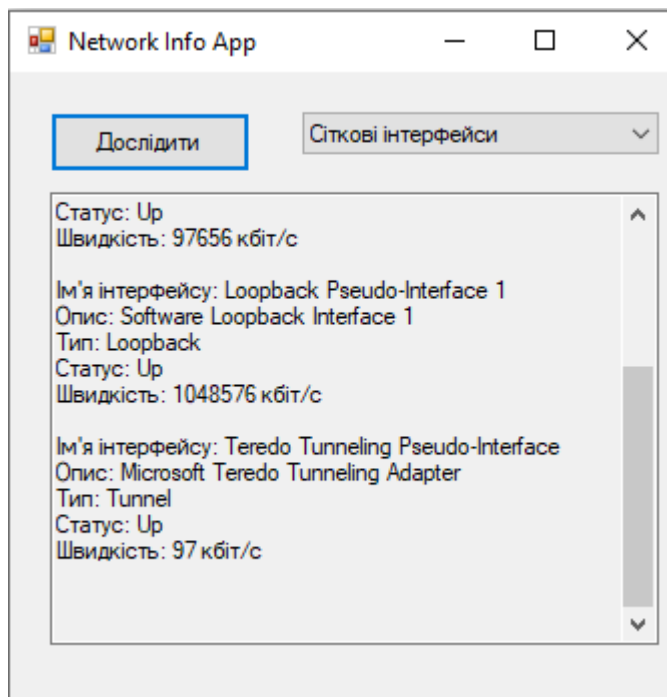 Network Info App
Дослідити
Сіткові інтерфейси
Статус: Up
Швидкість: 97656 кбіт/с
Ім'я інтерфейсу: Loopback Pseudo-Interface 1
Опис: Software Loopback Interface 1
Тип: Loopback
Статус: Up
Швидкість: 1048576 кбіт/с
Ім'я інтерфейсу: Teredo Tunneling Pseudo-Interface
Опис: Microsoft Teredo Tunneling Adapter
Тип: Tunnel
Статус: Up
Швидкість: 97 кбіт/с